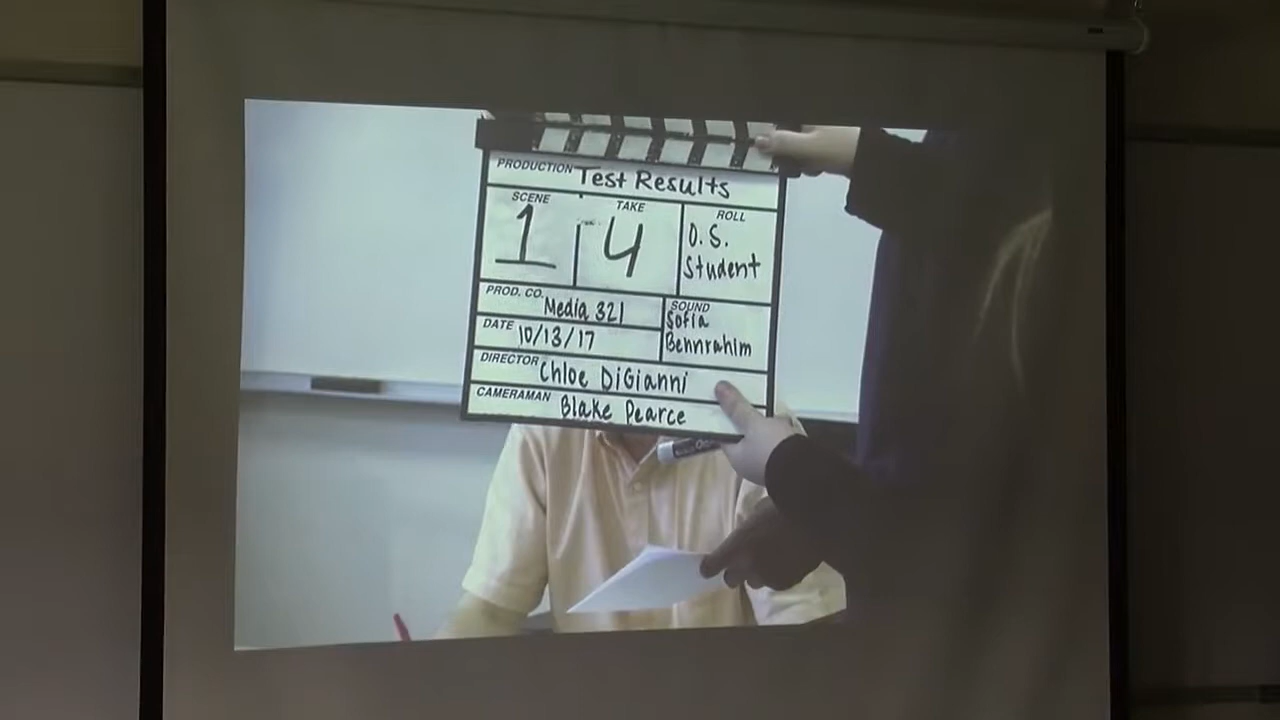 PRODUCTION Test Results
SCENE TAKE ROLL
1 4 O.S.
Student
PROD. CO. Media 321
SOUND
Sofia
Bennrahim
DATE 10/13/17
DIRECTOR Chloe DiGianni
CAMERAMAN Blake Pearce